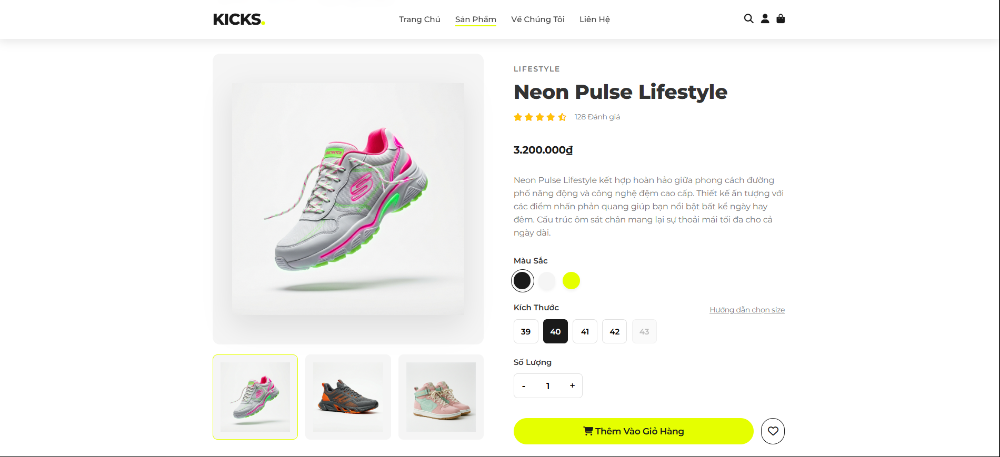 KICKS.
Trang Chủ
Sản Phẩm
Về Chúng Tôi
Liên Hệ
LIFESTYLE
Neon Pulse Lifestyle
128 Đánh giá
3.200.000₫
Neon Pulse Lifestyle kết hợp hoàn hảo giữa phong cách đường
phố năng động và công nghệ đệm cao cấp. Thiết kế ấn tượng với
các điểm nhấn phản quang giúp bạn nổi bật bất kể ngày hay
đêm. Cấu trúc ôm sát chân mang lại sự thoải mái tối đa cho cả
ngày dài.
Màu Sắc
Kích Thước
Hướng dẫn chọn size
39 40 41 42 43
Số Lượng
- 1 +
Thêm Vào Giỏ Hàng